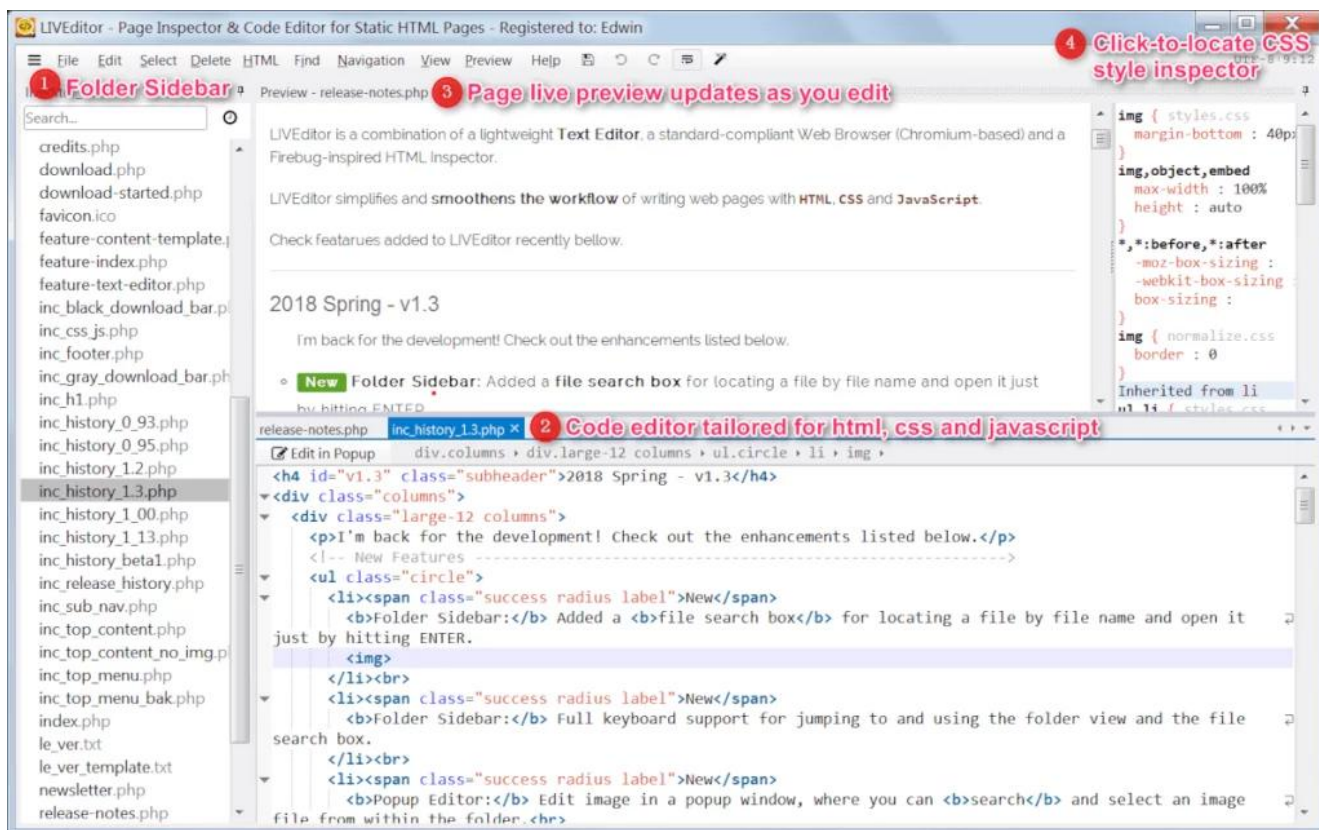 LIVEditor - Page Inspector & Code Editor for Static HTML Pages - Registered to: Edwin
4 Click-to-locate CSS
style inspector
File Edit Select Delete HTML Find Navigation View Preview Help
1 Folder Sidebar
Preview - release-notes.php
3 Page live preview updates as you edit
Search...
credits.php
download.php
download-started.php
favicon.ico
feature-content-template.
feature-index.php
feature-text-editor.php
inc_black_download_bar.p
inc_css_js.php
inc_footer.php
inc_gray_download_bar.ph
inc_h1.php
inc_history_0_93.php
inc_history_0_95.php
inc_history_1.2.php
inc_history_1.3.php
inc_history_1_00.php
inc_history_1_13.php
inc_history_beta1.php
inc_release_history.php
inc_sub_nav.php
inc_top_content.php
inc_top_content_no_img.p
inc_top_menu.php
inc_top_menu_bak.php
index.php
le_ver.txt
le_ver_template.txt
newsletter.php
release-notes.php
LIVEditor is a combination of a lightweight Text Editor, a standard-compliant Web Browser (Chromium-based) and a
Firebug-inspired HTML Inspector.
LIVEditor simplifies and smoothens the workflow of writing web pages with HTML, CSS and JavaScript.
Check featarues added to LIVEditor recently bellow.
2018 Spring - v1.3
I'm back for the development! Check out the enhancements listed below.
New Folder Sidebar: Added a file search box for locating a file by file name and open it just
by hitting ENTER
img { styles.css
margin-bottom : 40p
}
img,object,embed
max-width : 100%
height : auto
}
*,*:before,*:after
-moz-box-sizing :
-webkit-box-sizing :
box-sizing :
}
img { normalize.css
border : 0
}
Inherited from li
ul li { styles.css
release-notes.php inc_history_1.3.php ×
2 Code editor tailored for html, css and javascript
Edit in Popup div.columns › div.large-12 columns › ul.circle › li › img ›
<h4 id="v1.3" class="subheader">2018 Spring - v1.3</h4>
<div class="columns">
<div class="large-12 columns">
<p>I'm back for the development! Check out the enhancements listed below.</p>
<!-- New Features -------------------------------------------------------->
<ul class="circle">
<li><span class="success radius label">New</span>
<b>Folder Sidebar:</b> Added a <b>file search box</b> for locating a file by file name and open it
just by hitting ENTER.
<img>
</li><br>
<li><span class="success radius label">New</span>
<b>Folder Sidebar:</b> Full keyboard support for jumping to and using the folder view and the file
search box.
</li><br>
<li><span class="success radius label">New</span>
<b>Popup Editor:</b> Edit image in a popup window, where you can <b>search</b> and select an image
file from within the folder.<br>